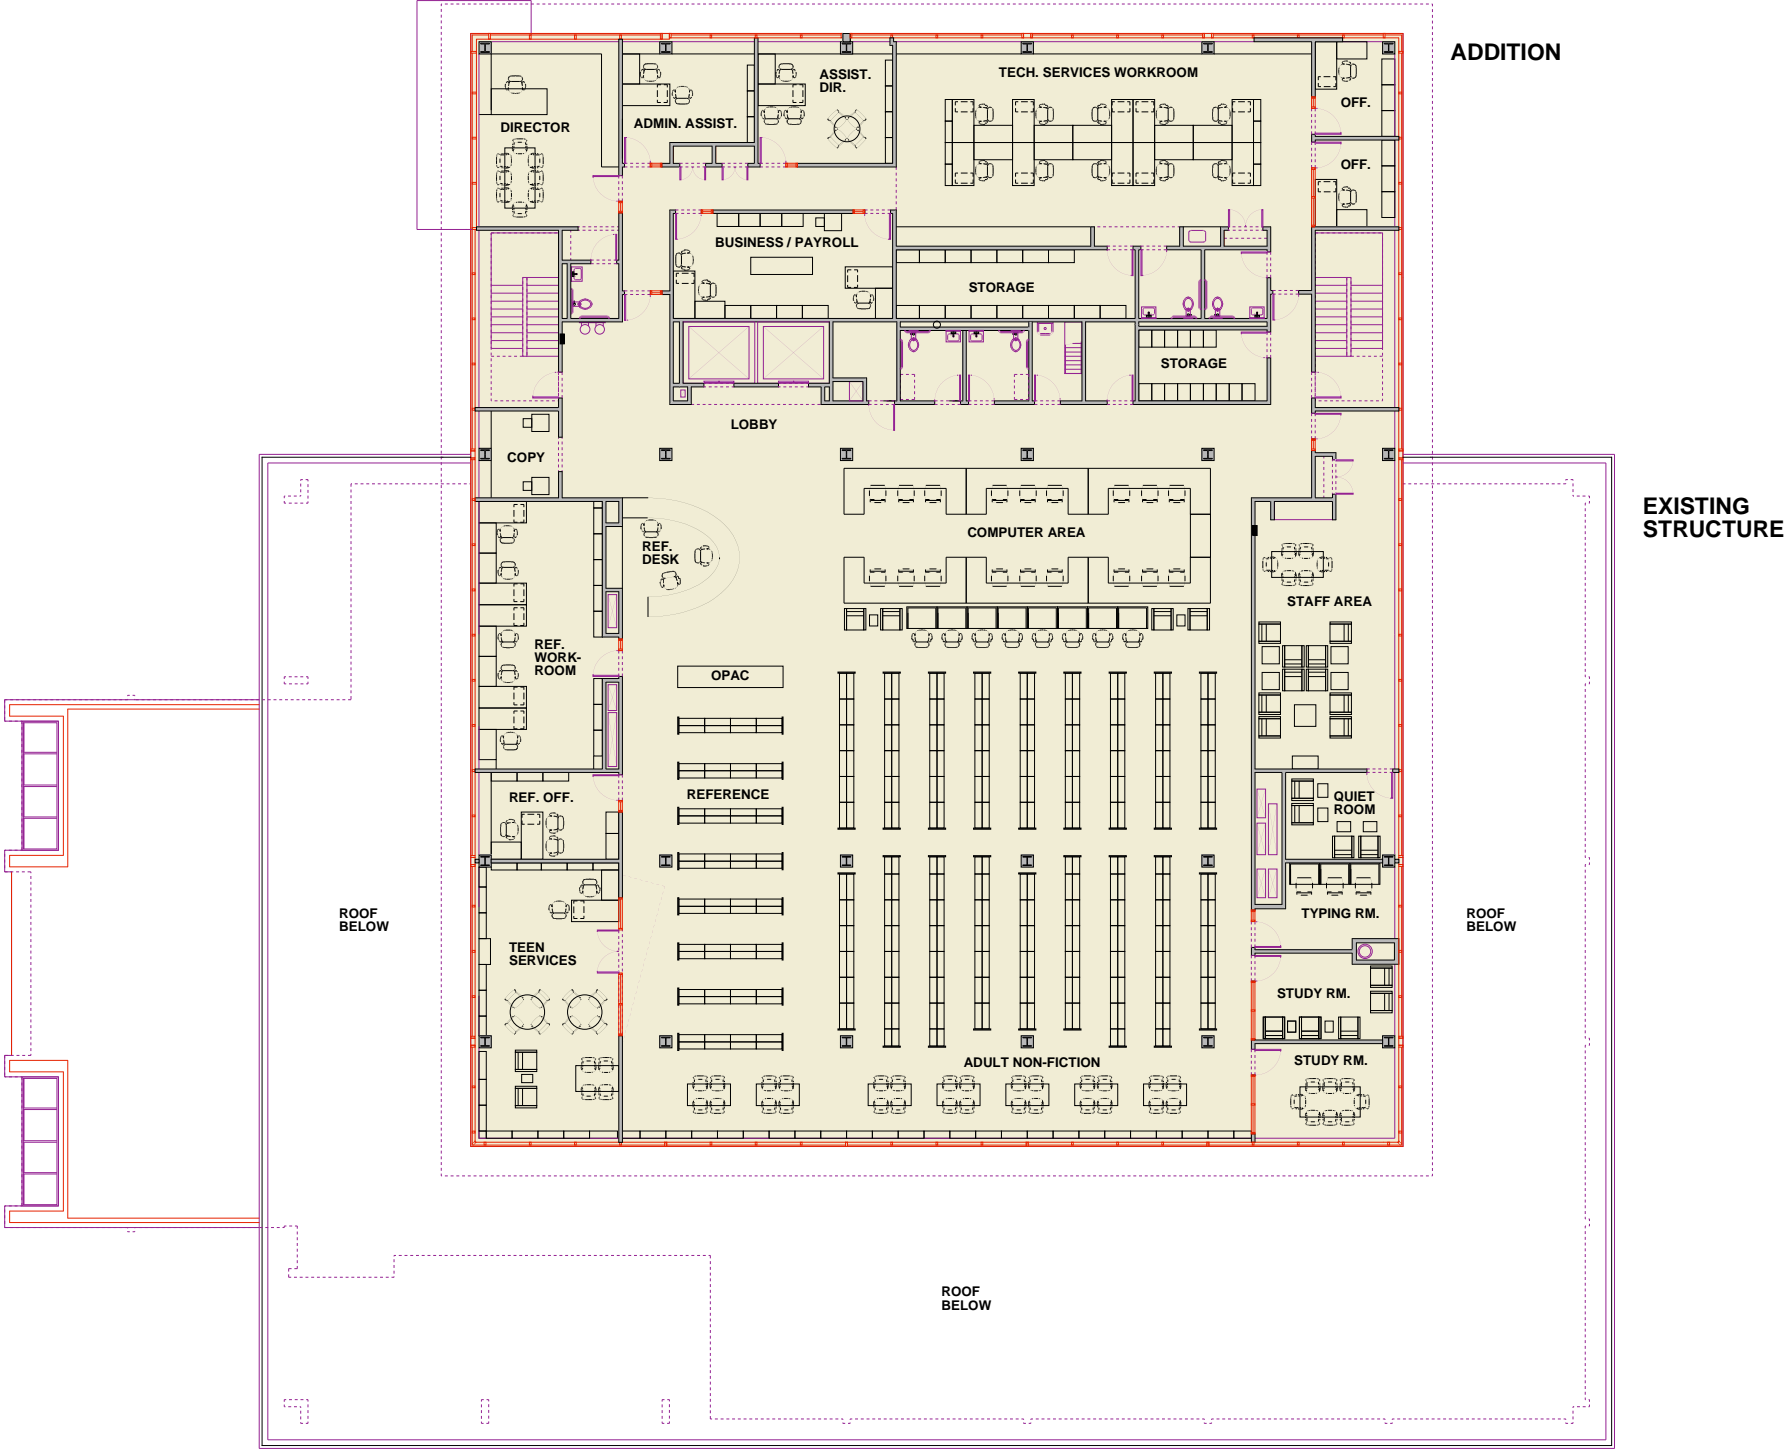 ADDITION
ASSIST.
DIR.
TECH. SERVICES WORKROOM
OFF.
DIRECTOR
ADMIN. ASSIST.
OFF.
BUSINESS / PAYROLL
STORAGE
STORAGE
LOBBY
COPY
EXISTING
STRUCTURE
COMPUTER AREA
REF.
DESK
STAFF AREA
REF.
WORK-
ROOM
OPAC
REF. OFF.
REFERENCE
QUIET
ROOM
ROOF
BELOW
TYPING RM.
ROOF
BELOW
TEEN
SERVICES
STUDY RM.
ADULT NON-FICTION
STUDY RM.
ROOF
BELOW